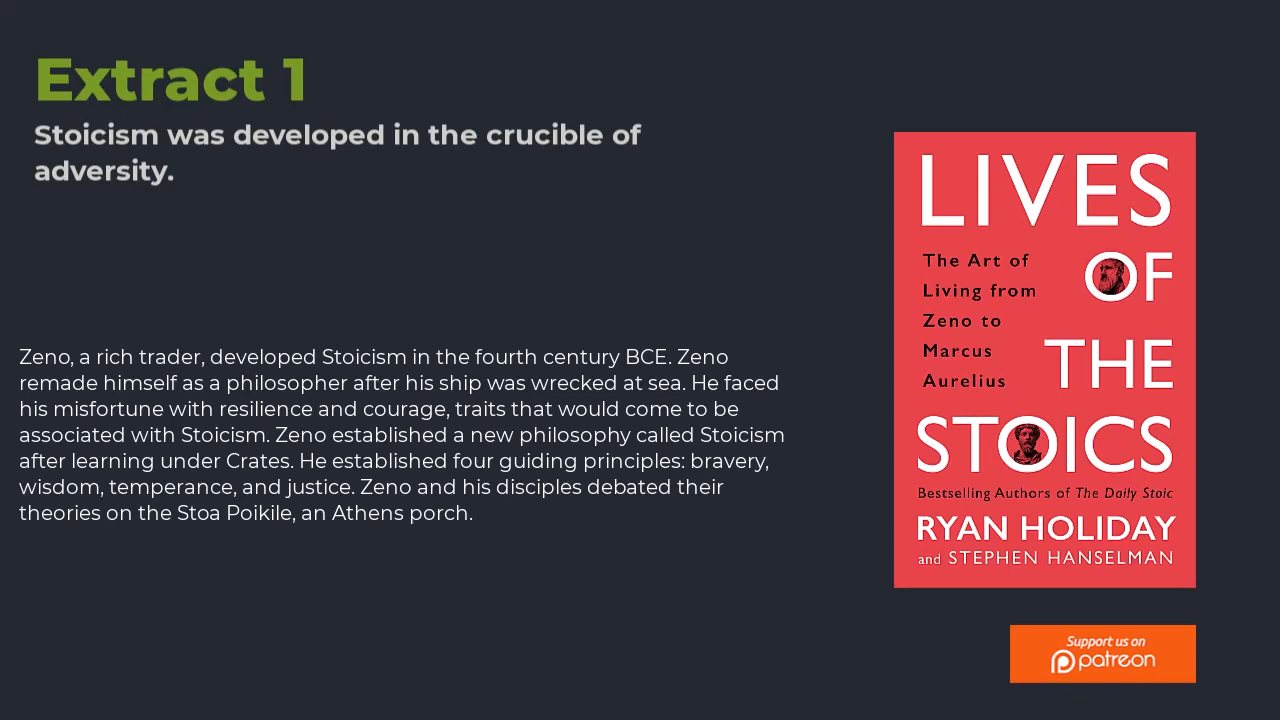 Extract 1
Stoicism was developed in the crucible of
adversity.
Zeno, a rich trader, developed Stoicism in the fourth century BCE. Zeno
remade himself as a philosopher after his ship was wrecked at sea. He faced
his misfortune with resilience and courage, traits that would come to be
associated with Stoicism. Zeno established a new philosophy called Stoicism
after learning under Crates. He established four guiding principles: bravery,
wisdom, temperance, and justice. Zeno and his disciples debated their
theories on the Stoa Poikile, an Athens porch.
LIVES
OF
THE
STOICS
The Art of
Living from
Zeno to
Marcus
Aurelius
Bestselling Authors of The Daily Stoic
RYAN HOLIDAY
and STEPHEN HANSELMAN
Support us on
patreon